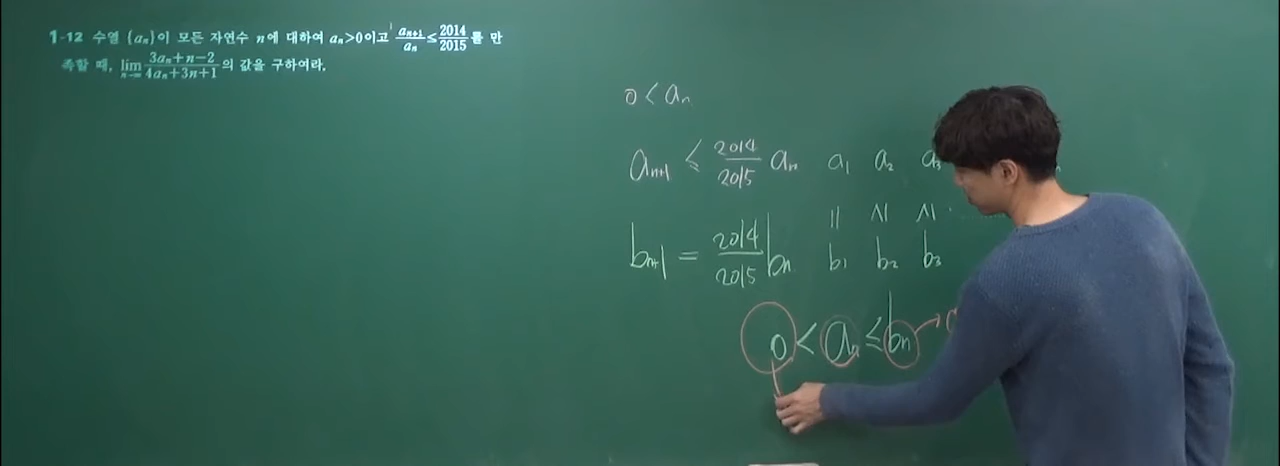 1-12 수열 {aₙ}이 모든 자연수 n에 대하여 aₙ>0이고 aₙ₊₁/aₙ ≤ 2014/2015 를 만
족할 때, lim n→∞ (3aₙ+n-2)/(4aₙ+3n+1) 의 값을 구하여라.
0 < aₙ
aₙ₊₁ ≤ 2014/2015 aₙ a₁ a₂ a₃
|| ≥ ≥ ·
bₙ₊₁ = 2014/2015 bₙ b₁ b₂ b₃
0 < aₙ ≤ bₙ →